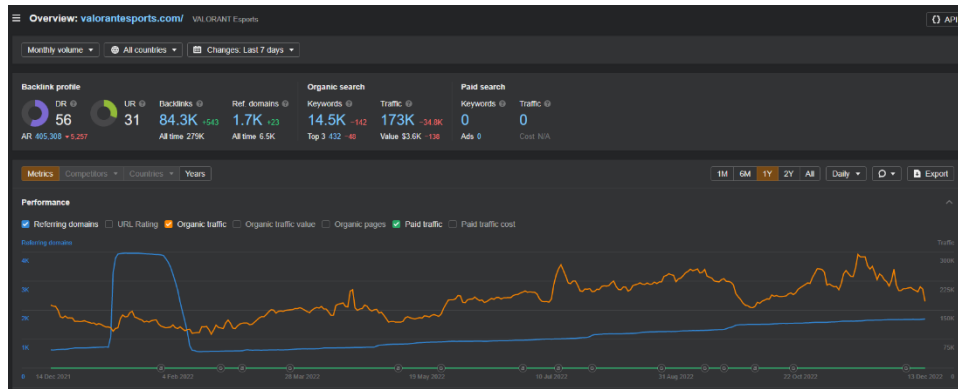 Overview: valorantesports.com/ VALORANT Esports API
Monthly volume All countries Changes: Last 7 days
Backlink profile Organic search Paid search
DR UR Backlinks Ref. domains Keywords Traffic Keywords Traffic
56 31 84.3K +543 1.7K +23 14.5K −142 173K −34.8K 0 0
AR 405,308 5,257 All time 279K All time 6.5K Top 3 432 −40 Value $3.6K −138 Ads 0 Cost N/A
Metrics Competitors Countries Years 1M 6M 1Y 2Y All Daily Export
Performance
Referring domains URL Rating Organic traffic Organic traffic value Organic pages Paid traffic Paid traffic cost
Referring domains Traffic
4K 300K
3K 225K
2K 150K
1K 75K
0 14 Dec 2021 4 Feb 2022 28 Mar 2022 19 May 2022 10 Jul 2022 31 Aug 2022 22 Oct 2022 13 Dec 2022 0